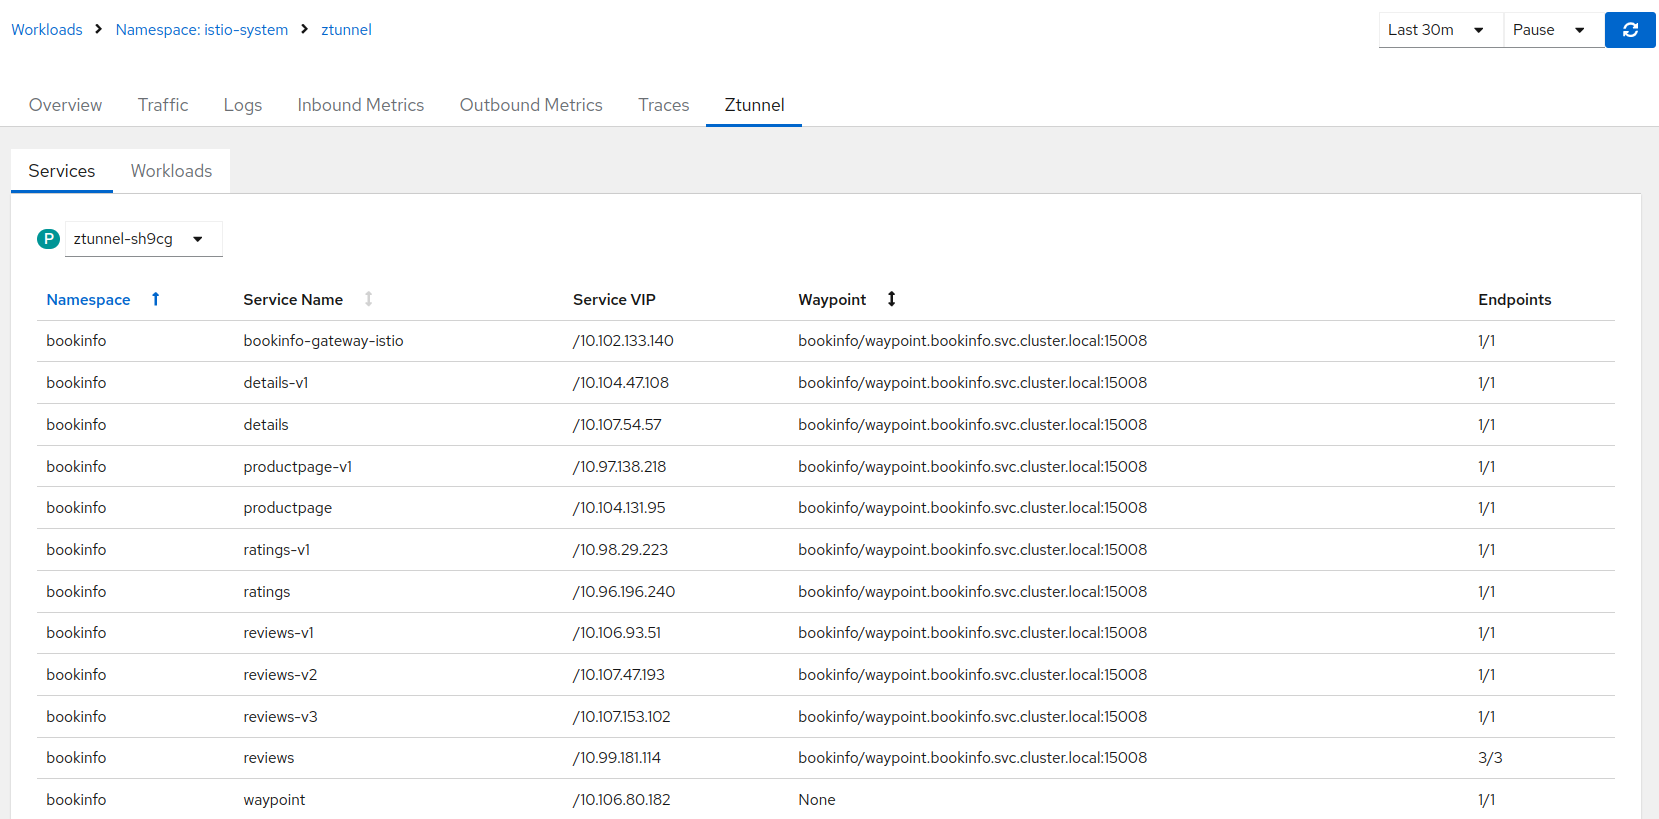 Workloads > Namespace: istio-system > ztunnel
Last 30m Pause
Overview Traffic Logs Inbound Metrics Outbound Metrics Traces Ztunnel
Services Workloads
P ztunnel-sh9cg
Namespace Service Name Service VIP Waypoint Endpoints
bookinfo bookinfo-gateway-istio /10.102.133.140 bookinfo/waypoint.bookinfo.svc.cluster.local:15008 1/1
bookinfo details-v1 /10.104.47.108 bookinfo/waypoint.bookinfo.svc.cluster.local:15008 1/1
bookinfo details /10.107.54.57 bookinfo/waypoint.bookinfo.svc.cluster.local:15008 1/1
bookinfo productpage-v1 /10.97.138.218 bookinfo/waypoint.bookinfo.svc.cluster.local:15008 1/1
bookinfo productpage /10.104.131.95 bookinfo/waypoint.bookinfo.svc.cluster.local:15008 1/1
bookinfo ratings-v1 /10.98.29.223 bookinfo/waypoint.bookinfo.svc.cluster.local:15008 1/1
bookinfo ratings /10.96.196.240 bookinfo/waypoint.bookinfo.svc.cluster.local:15008 1/1
bookinfo reviews-v1 /10.106.93.51 bookinfo/waypoint.bookinfo.svc.cluster.local:15008 1/1
bookinfo reviews-v2 /10.107.47.193 bookinfo/waypoint.bookinfo.svc.cluster.local:15008 1/1
bookinfo reviews-v3 /10.107.153.102 bookinfo/waypoint.bookinfo.svc.cluster.local:15008 1/1
bookinfo reviews /10.99.181.114 bookinfo/waypoint.bookinfo.svc.cluster.local:15008 3/3
bookinfo waypoint /10.106.80.182 None 1/1